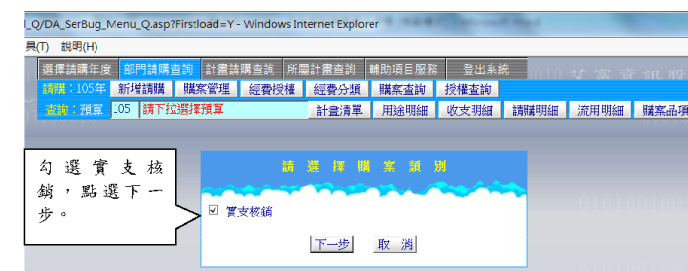 l_Q/DA_SerBug_Menu_Q.asp?Firstload=Y - Windows Internet Explorer
具(T) 說明(H)
選擇請購年度 部門請購查詢 計畫請購查詢 所屬計畫查詢 輔助項目服務 登出系統
請購：105年 新增請購 購案管理 經費授權 經費分類 購案查詢 授權查詢
查詢：預算 105 請下拉選擇預算 計畫清單 用途明細 收支明細 請購明細 流用明細 購案品項
勾選實支核
銷，點選下一
步。
請選擇購案類別
實支核銷
下一步 取 消